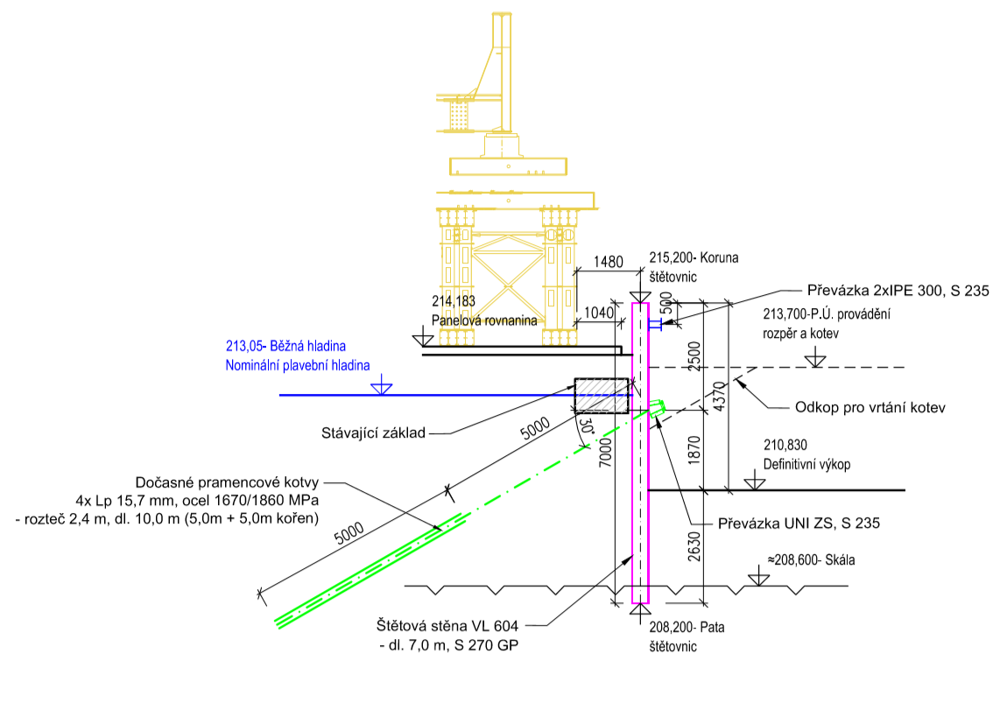 215,200- Koruna
štětovnic
1480
Převázka 2xIPE 300, S 235
500
214,183
Panelová rovnanina
1040
213,700-P.Ú. provádění
rozpěr a kotev
213,05- Běžná hladina
Nominální plavební hladina
2500
4370
Odkop pro vrtání kotev
Stávající základ
5000
30°
7000
1870
210,830
Definitivní výkop
Dočasné pramencové kotvy
4x Lp 15,7 mm, ocel 1670/1860 MPa
- rozteč 2,4 m, dl. 10,0 m (5,0m + 5,0m kořen)
5000
Převázka UNI ZS, S 235
2630
≈208,600- Skála
Štětová stěna VL 604
- dl. 7,0 m, S 270 GP
208,200- Pata
štětovnic